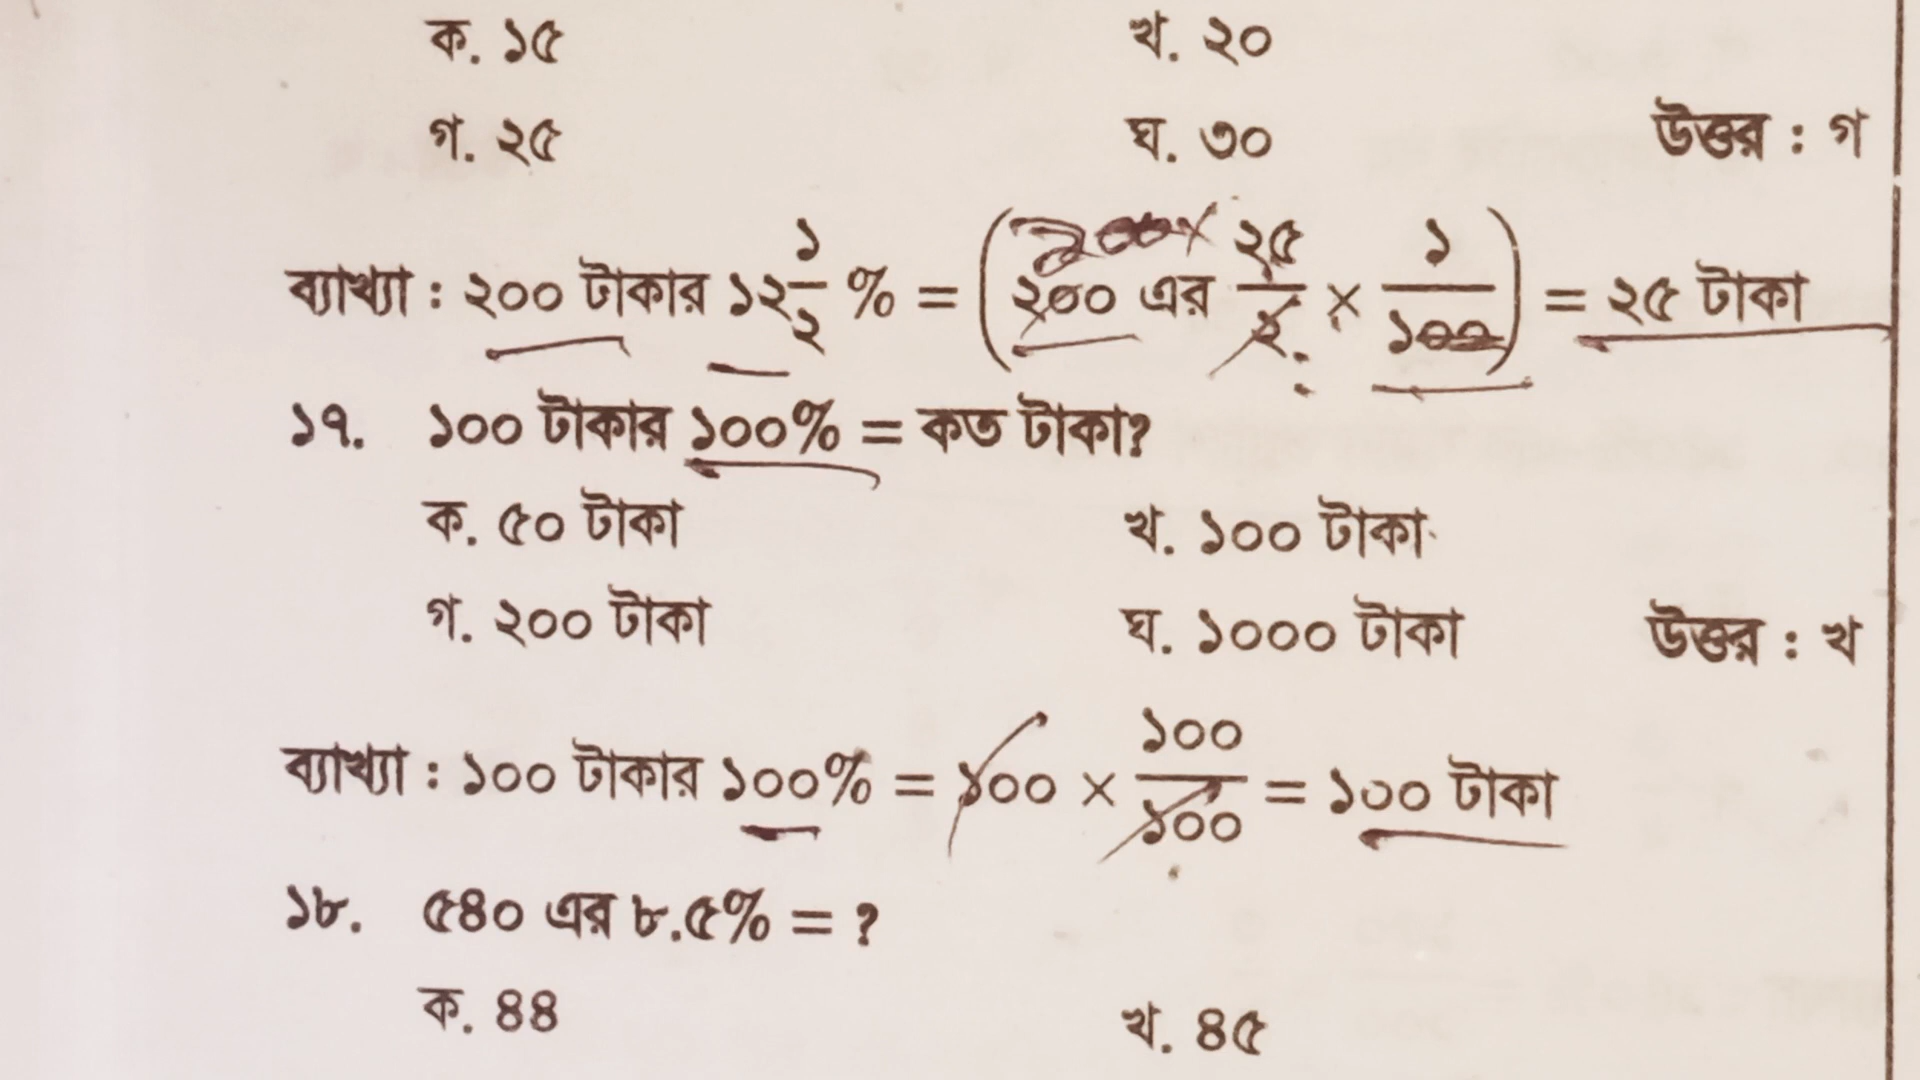 ক. ১৫ খ. ২০
গ. ২৫ ঘ. ৩০ উত্তর : গ
ব্যাখ্যা : ২০০ টাকার ১২ ১/২ % = (২০০ এর ২৫/২ × ১/১০০) = ২৫ টাকা
১৭. ১০০ টাকার ১০০% = কত টাকা?
ক. ৫০ টাকা খ. ১০০ টাকা
গ. ২০০ টাকা ঘ. ১০০০ টাকা উত্তর : খ
ব্যাখ্যা : ১০০ টাকার ১০০% = ১০০ × ১০০/১০০ = ১০০ টাকা
১৮. ৫৪০ এর ৮.৫% = ?
ক. ৪৪ খ. ৪৫